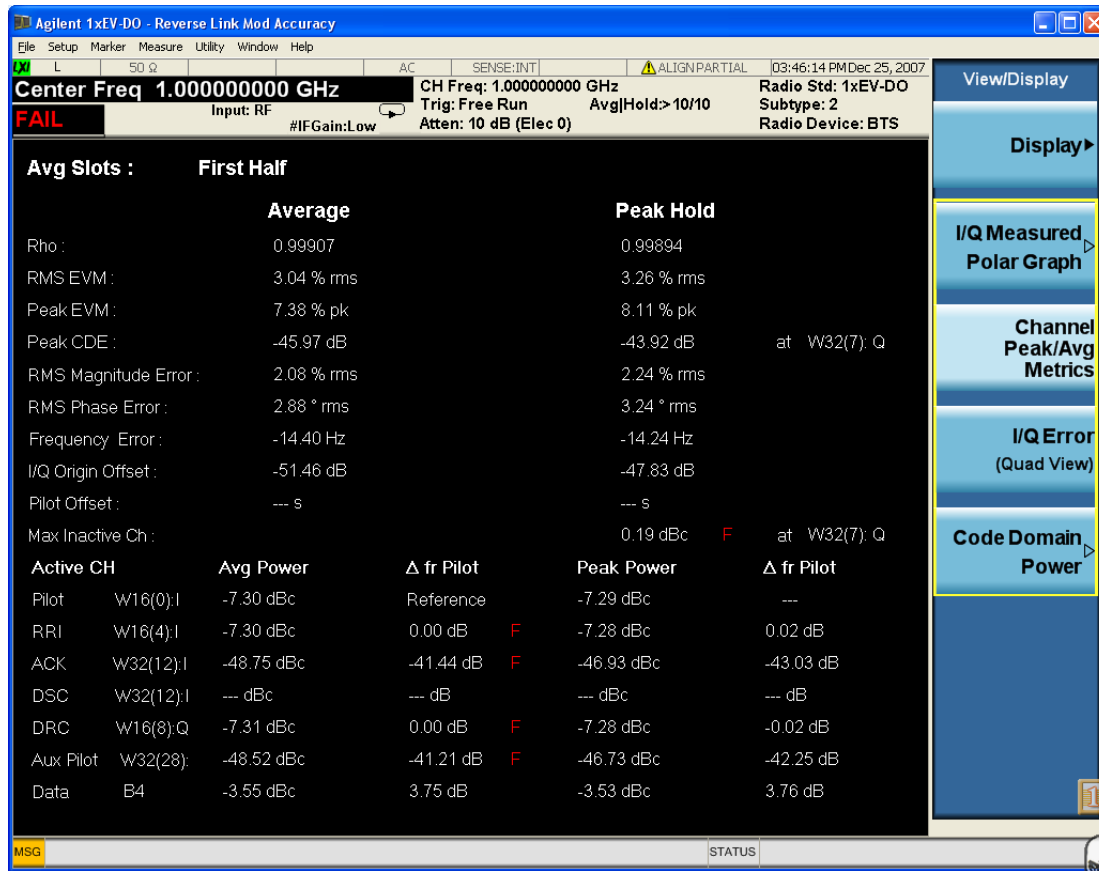 Agilent 1xEV-DO - Reverse Link Mod Accuracy
File Setup Marker Measure Utility Window Help
LXI L 50 Ω AC SENSE:INT ALIGN PARTIAL 03:46:14 PM Dec 25, 2007
Center Freq 1.000000000 GHz
CH Freq: 1.000000000 GHz Radio Std: 1xEV-DO
Input: RF Trig: Free Run Avg|Hold:> 10/10 Subtype: 2
FAIL #IFGain:Low Atten: 10 dB (Elec 0) Radio Device: BTS
Avg Slots : First Half
Average Peak Hold
Rho : 0.99907 0.99894
RMS EVM : 3.04 % rms 3.26 % rms
Peak EVM : 7.38 % pk 8.11 % pk
Peak CDE : -45.97 dB -43.92 dB at W32(7): Q
RMS Magnitude Error : 2.08 % rms 2.24 % rms
RMS Phase Error : 2.88 ° rms 3.24 ° rms
Frequency Error : -14.40 Hz -14.24 Hz
I/Q Origin Offset : -51.46 dB -47.83 dB
Pilot Offset : --- s --- s
Max Inactive Ch : 0.19 dBc F at W32(7): Q
Active CH Avg Power Δ fr Pilot Peak Power Δ fr Pilot
Pilot W16(0):I -7.30 dBc Reference -7.29 dBc ---
RRI W16(4):I -7.30 dBc 0.00 dB F -7.28 dBc 0.02 dB
ACK W32(12):I -48.75 dBc -41.44 dB F -46.93 dBc -43.03 dB
DSC W32(12):I --- dBc --- dB --- dBc --- dB
DRC W16(8):Q -7.31 dBc 0.00 dB F -7.28 dBc -0.02 dB
Aux Pilot W32(28): -48.52 dBc -41.21 dB F -46.73 dBc -42.25 dB
Data B4 -3.55 dBc 3.75 dB -3.53 dBc 3.76 dB
View/Display
Display
I/Q Measured
Polar Graph
Channel
Peak/Avg
Metrics
I/Q Error
(Quad View)
Code Domain
Power
MSG STATUS